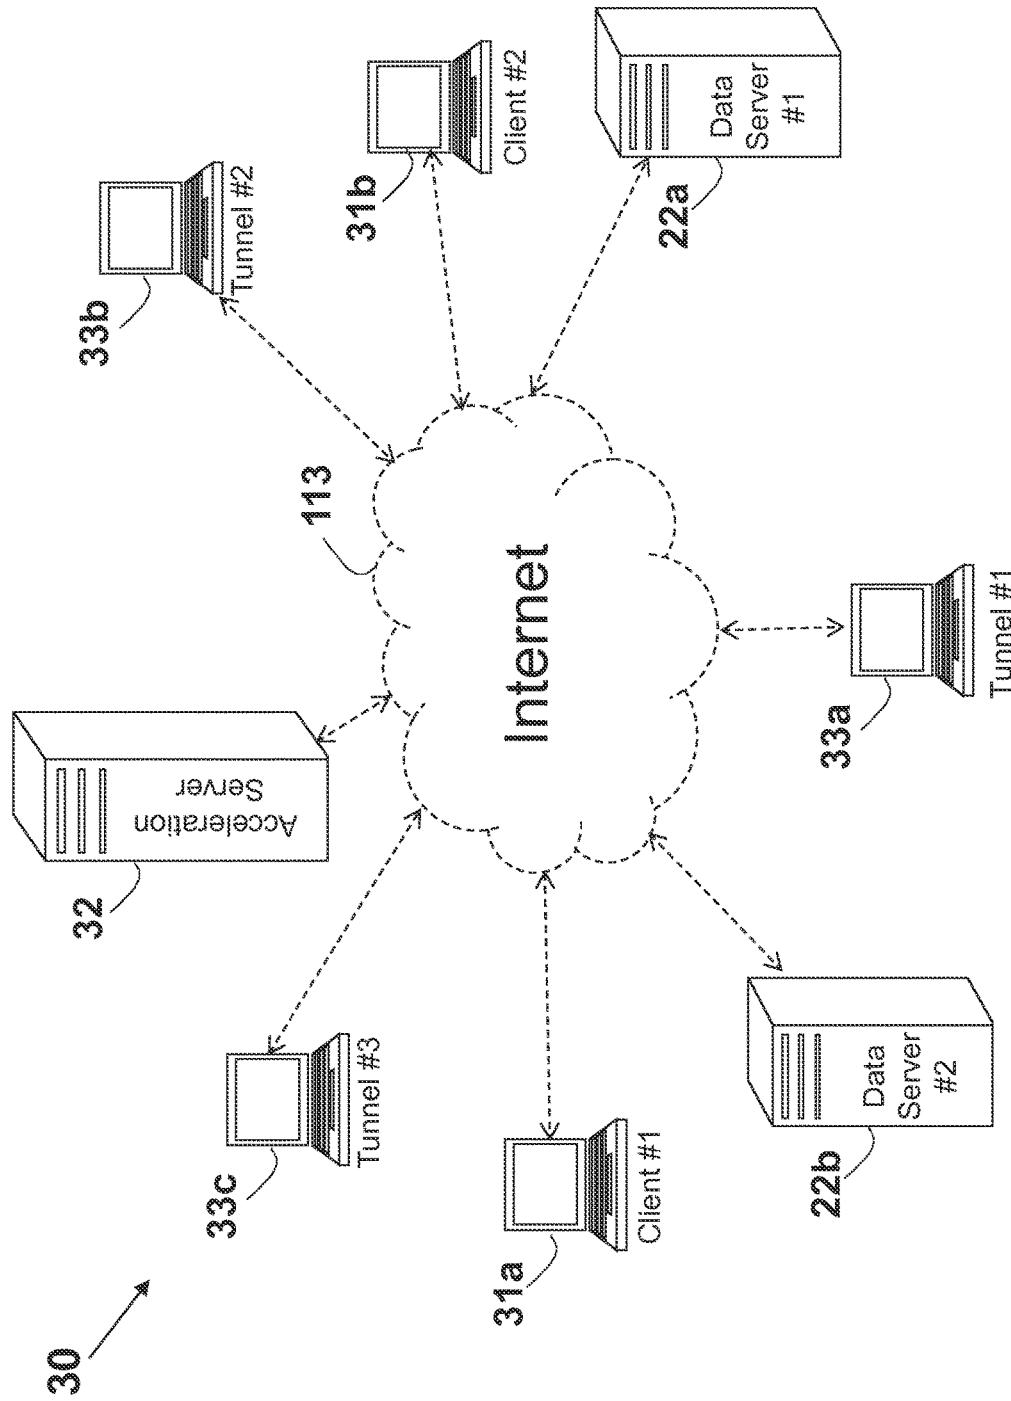 30
33c
Tunnel #3
32
Acceleration
Server
113
33b
Tunnel #2
31a
Client #1
Internet
31b
Client #2
22b
Data
Server
#2
33a
Tunnel #1
22a
Data
Server
#1